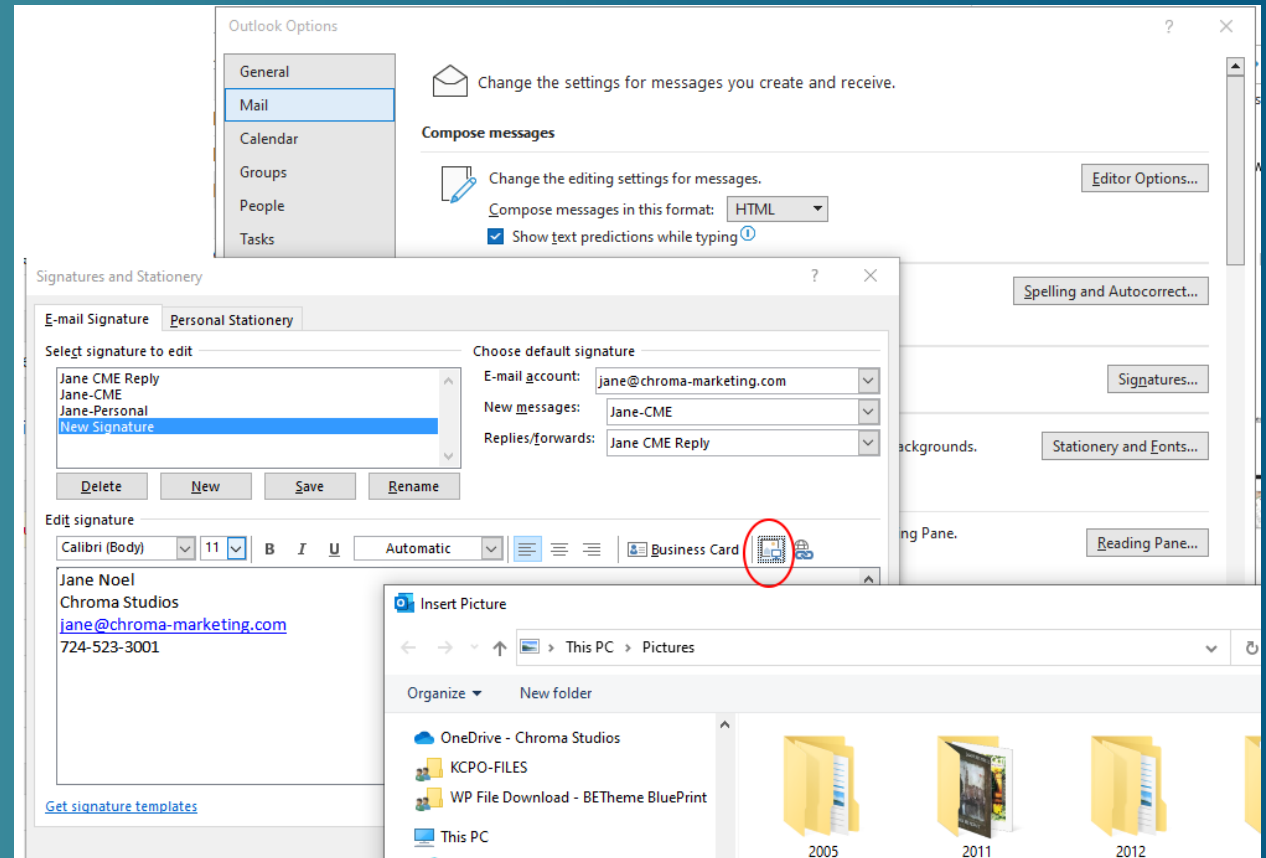 Outlook Options
?
General
Mail
Calendar
Groups
People
Tasks
Change the settings for messages you create and receive.
Compose messages
Change the editing settings for messages.
Editor Options...
Compose messages in this format: HTML
Show text predictions while typing
Spelling and Autocorrect...
Signatures...
ackgrounds.
Stationery and Fonts...
ng Pane.
Reading Pane...
Signatures and Stationery
?
E-mail Signature
Personal Stationery
Select signature to edit
Jane CME Reply
Jane-CME
Jane-Personal
New Signature
Delete
New
Save
Rename
Choose default signature
E-mail account: jane@chroma-marketing.com
New messages: Jane-CME
Replies/forwards: Jane CME Reply
Edit signature
Calibri (Body)
11
B
I
U
Automatic
Business Card
Jane Noel
Chroma Studios
jane@chroma-marketing.com
724-523-3001
Get signature templates
Insert Picture
This PC > Pictures
Organize
New folder
OneDrive - Chroma Studios
KCPO-FILES
WP File Download - BETheme BluePrint
This PC
2005
2011
2012